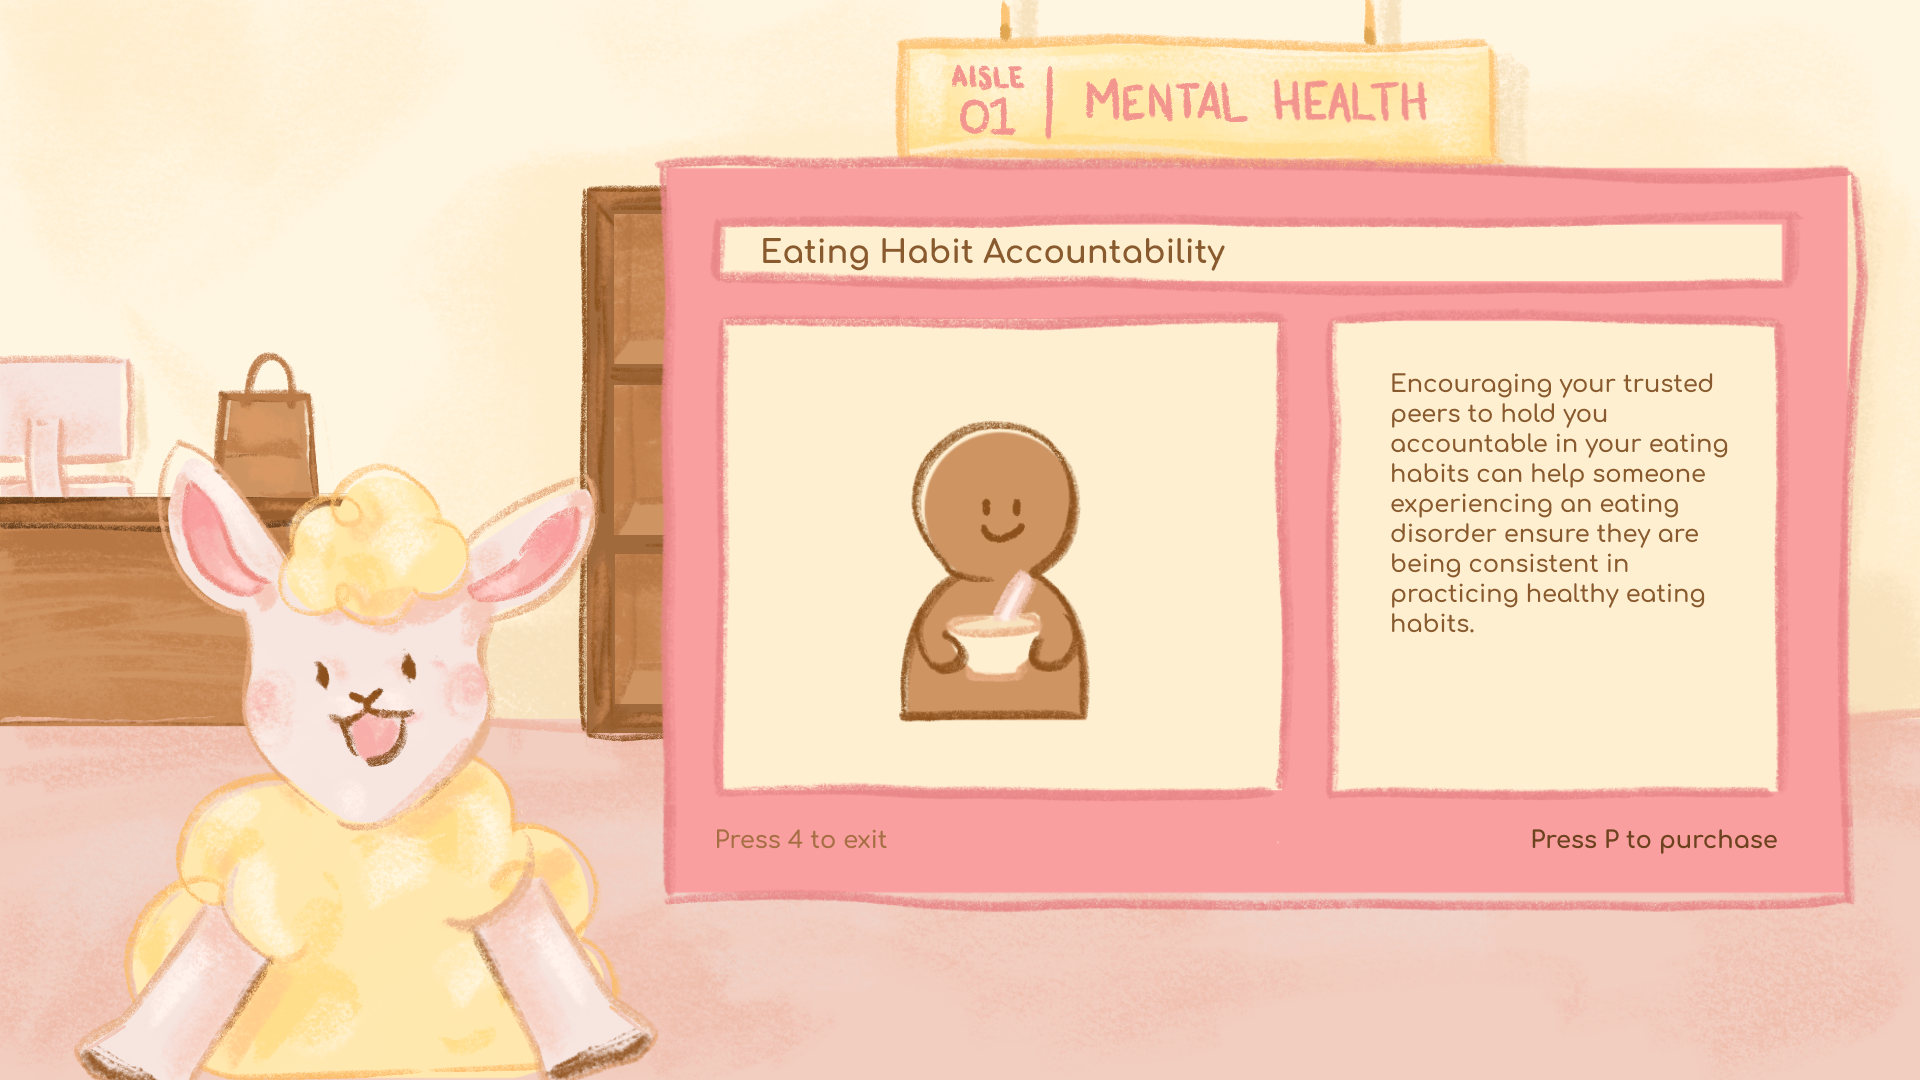 AISLE
01
MENTAL HEALTH
Eating Habit Accountability
Encouraging your trusted
peers to hold you
accountable in your eating
habits can help someone
experiencing an eating
disorder ensure they are
being consistent in
practicing healthy eating
habits.
Press 4 to exit
Press P to purchase